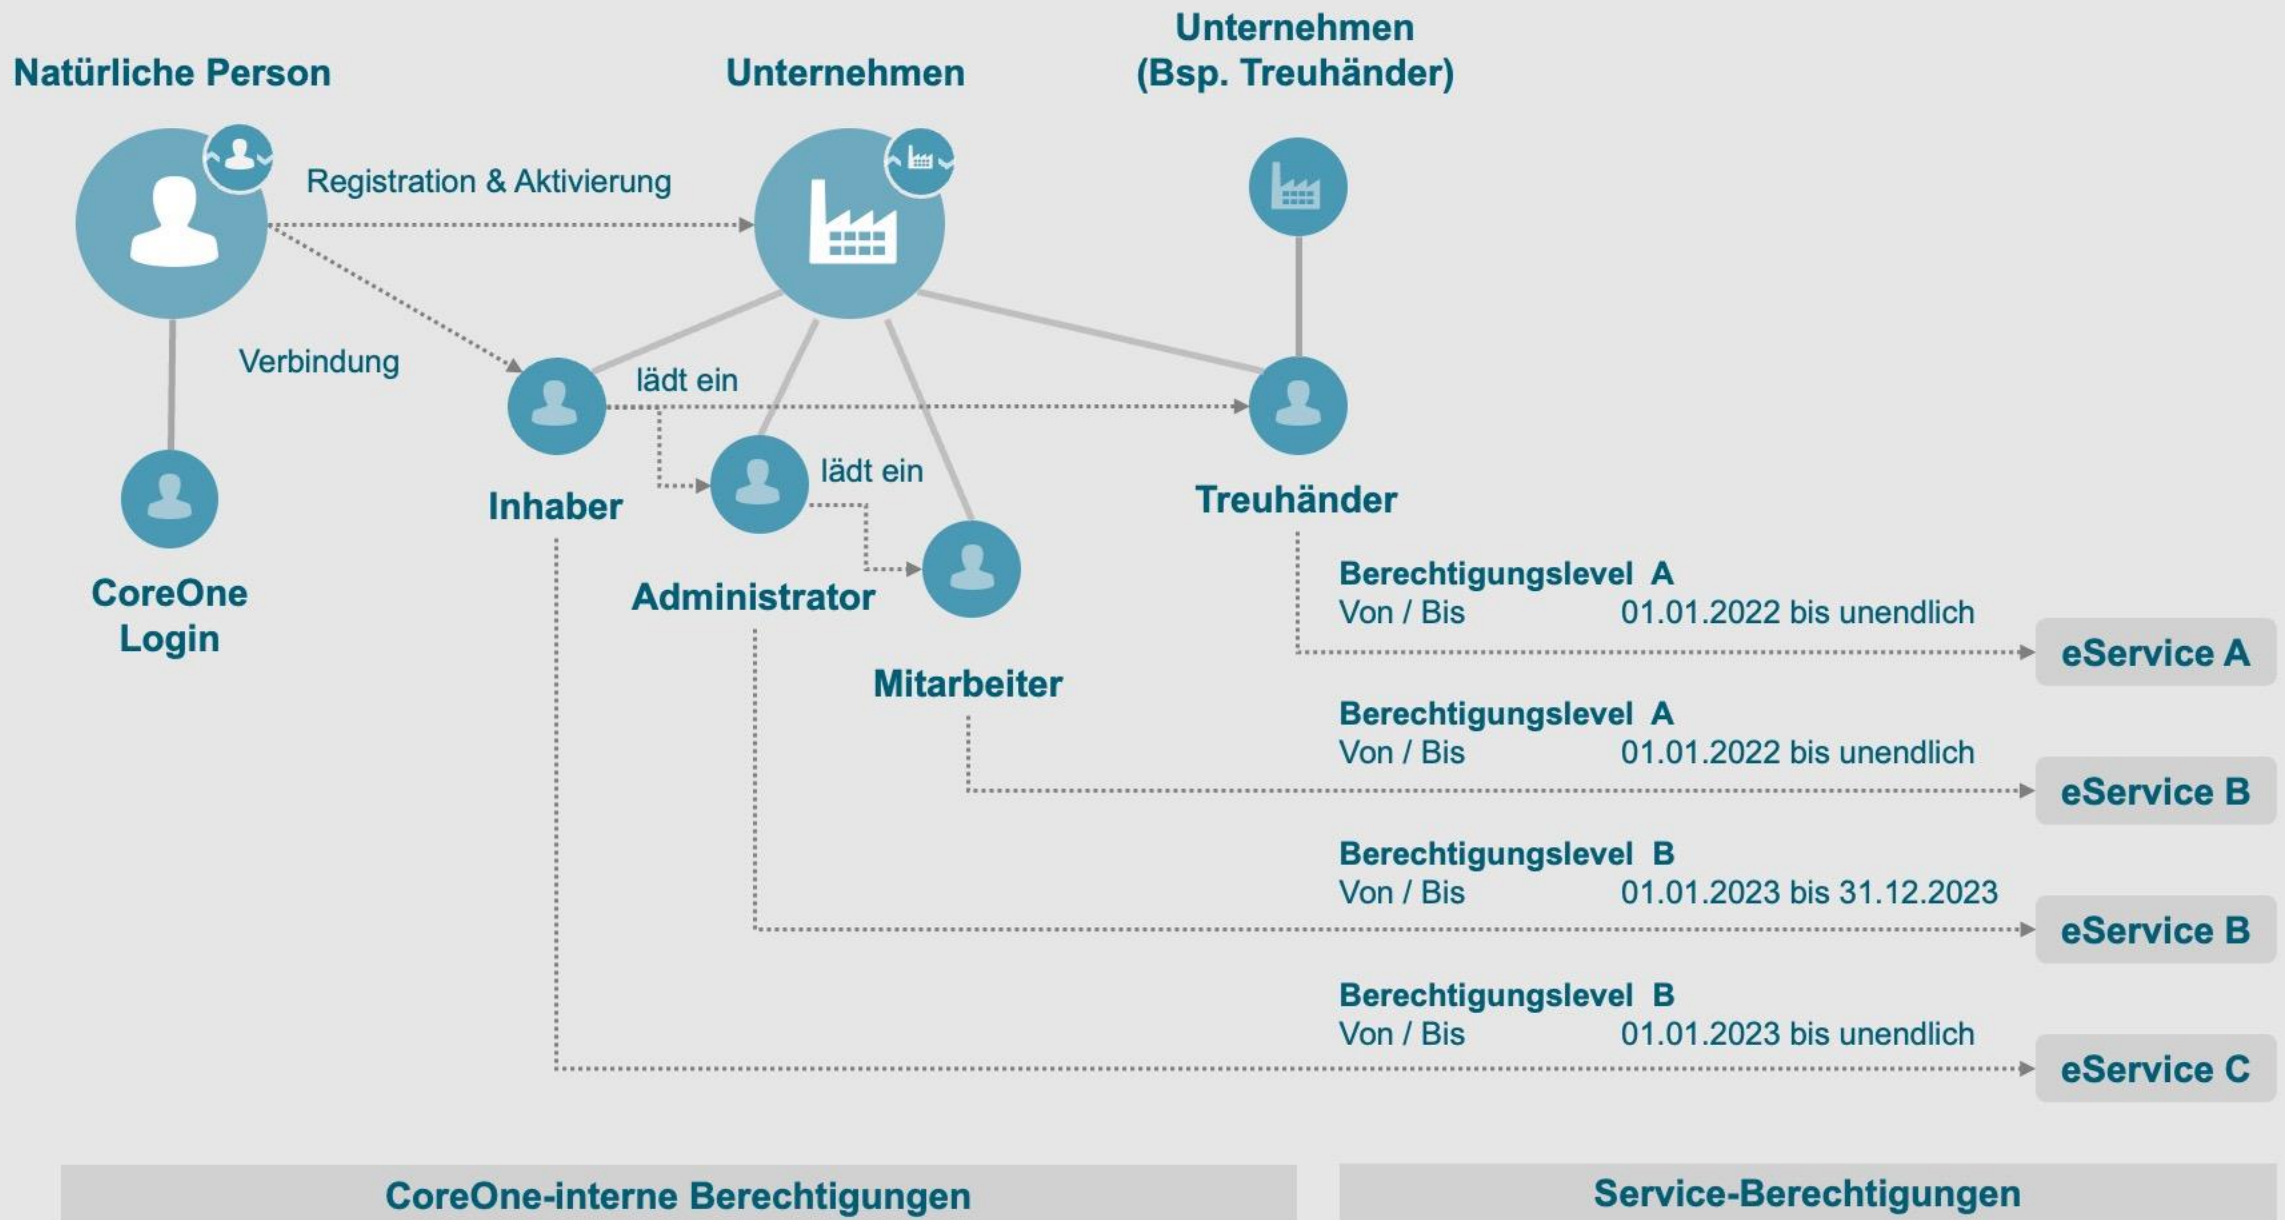 Natürliche Person
Unternehmen
Unternehmen
(Bsp. Treuhänder)
Registration & Aktivierung
Verbindung
lädt ein
lädt ein
CoreOne
Login
Inhaber
Administrator
Mitarbeiter
Treuhänder
Berechtigungslevel A
Von / Bis 01.01.2022 bis unendlich
eService A
Berechtigungslevel A
Von / Bis 01.01.2022 bis unendlich
eService B
Berechtigungslevel B
Von / Bis 01.01.2023 bis 31.12.2023
eService B
Berechtigungslevel B
Von / Bis 01.01.2023 bis unendlich
eService C
CoreOne-interne Berechtigungen
Service-Berechtigungen